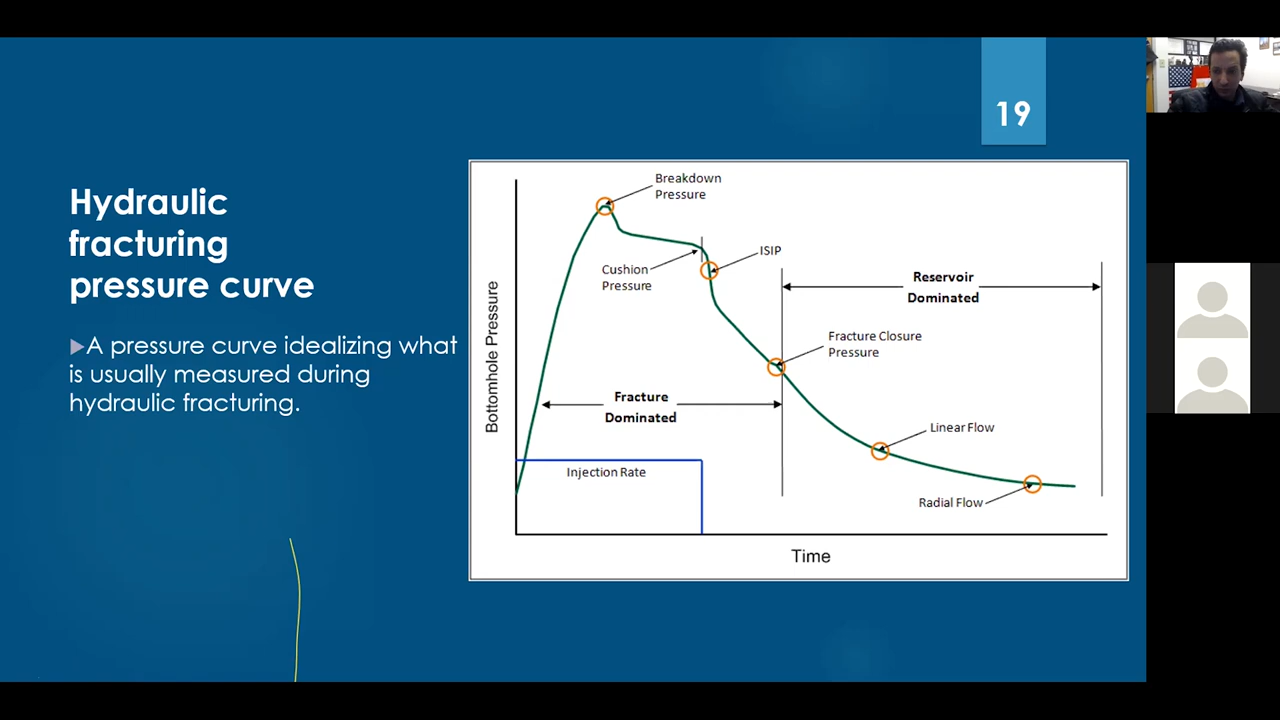 19
Hydraulic
fracturing
pressure curve
▶A pressure curve idealizing what
is usually measured during
hydraulic fracturing.
Breakdown
Pressure
Cushion
Pressure
ISIP
Reservoir
Dominated
Fracture Closure
Pressure
Fracture
Dominated
Linear Flow
Radial Flow
Injection Rate
Bottomhole Pressure
Time